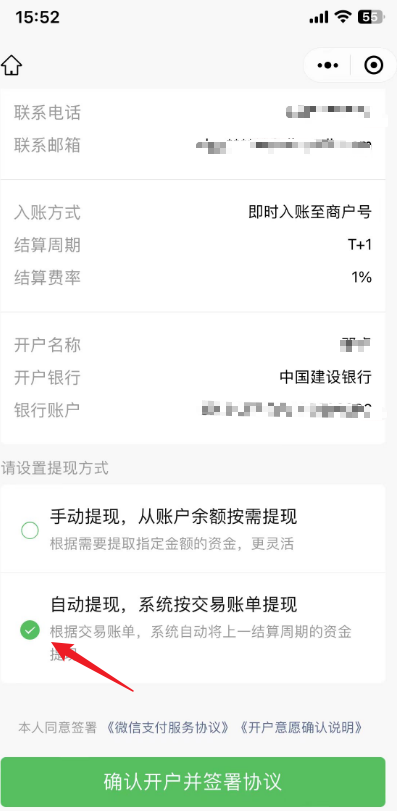 15:52
55
联系电话
联系邮箱
入账方式 即时入账至商户号
结算周期 T+1
结算费率 1%
开户名称
开户银行 中国建设银行
银行账户
请设置提现方式
手动提现，从账户余额按需提现
根据需要提取指定金额的资金，更灵活
自动提现，系统按交易账单提现
根据交易账单，系统自动将上一结算周期的资金
提现
本人同意签署 《微信支付服务协议》《开户意愿确认说明》
确认开户并签署协议